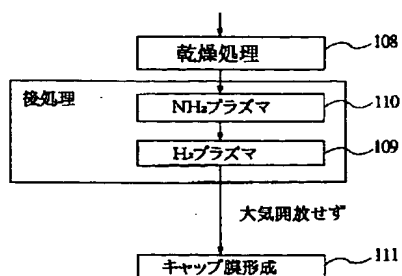 乾燥処理
108
後処理
NH₃プラズマ
110
H₂プラズマ
109
大気開放せず
キャップ膜形成
111